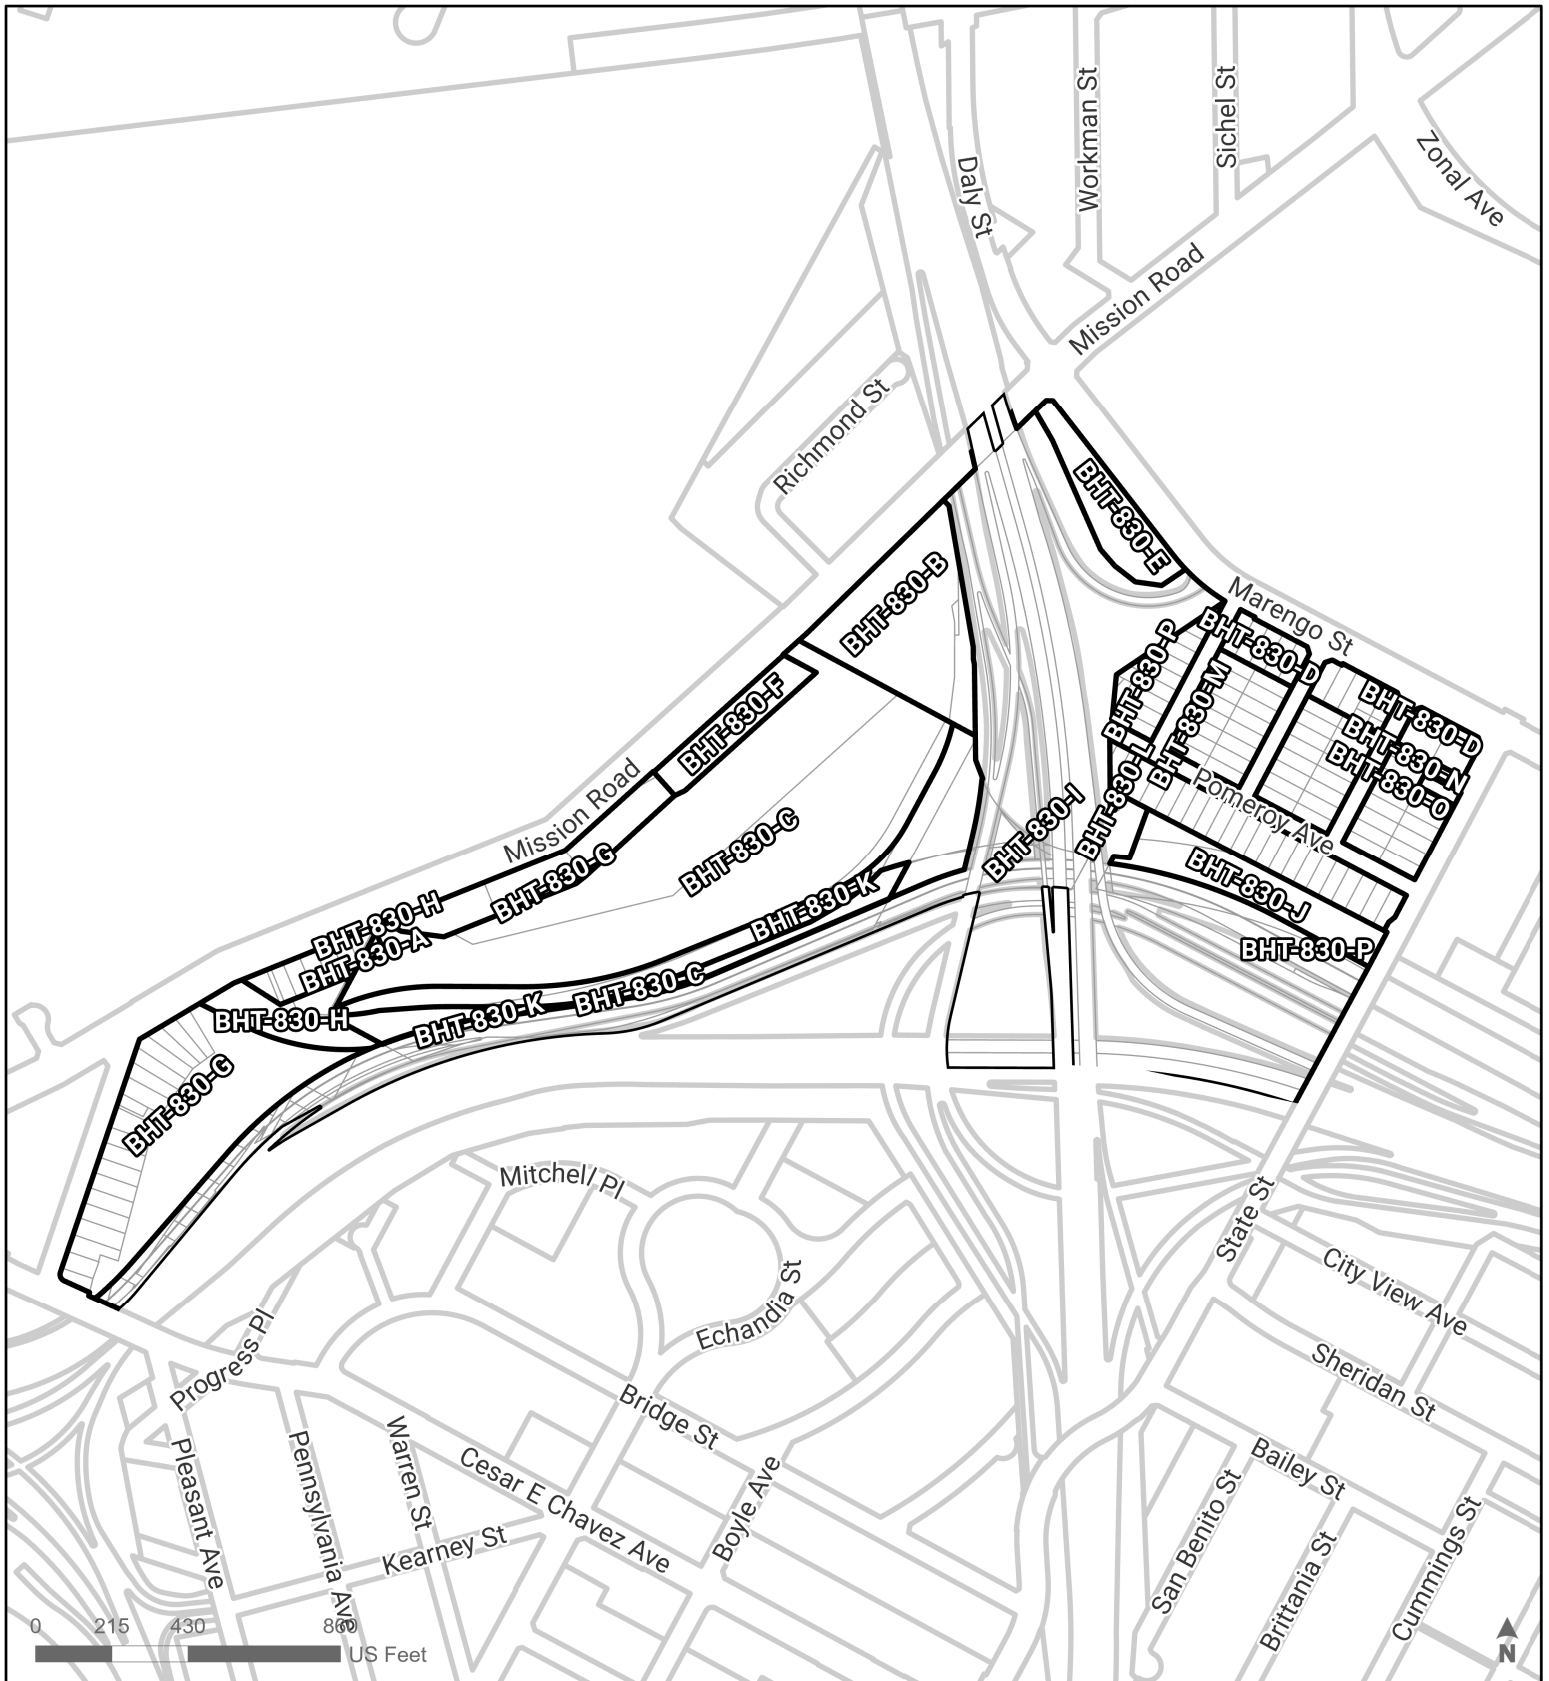 Workman St
Sichel St
Zonal Ave
Daly St
Mission Road
Richmond St
BHT-830-E
BHT-830-B
Marengo St
BHT-830-P
BHT-830-D
BHT-830-M
BHT-830-F
BHT-830-D
BHT-830-N
BHT-830-O
BHT-830-L
Pomeroy Ave
Mission Road
BHT-830-I
BHT-830-C
BHT-830-G
BHT-830-J
BHT-830-K
BHT-830-H
BHT-830-A
BHT-830-P
BHT-830-C
BHT-830-K
BHT-830-H
BHT-830-G
Mitchell Pl
State St
City View Ave
Echandia St
Progress Pl
Sheridan St
Bridge St
Bailey St
Pleasant Ave
Pennsylvania Ave
Warren St
Cesar E Chavez Ave
Boyle Ave
Kearney St
San Benito St
Brittania St
Cummings St
0 215 430 860
US Feet
N